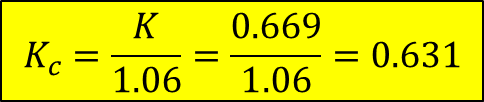 K_c = K/1.06 = 0.669/1.06 = 0.631